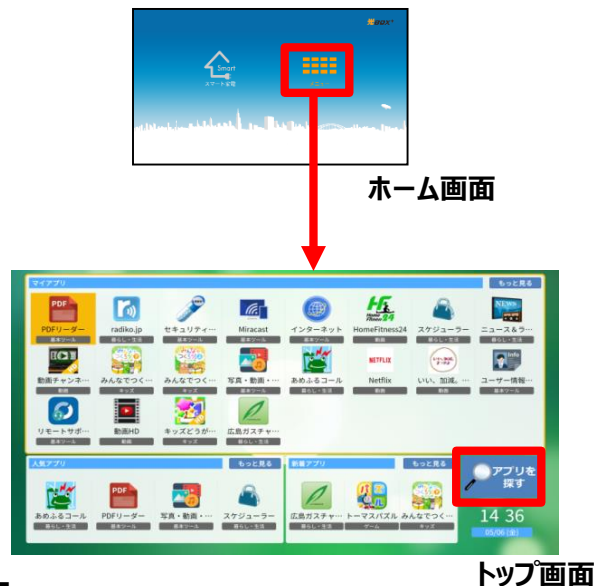 光BOX+
Smart
スマート家電
メニュー
ホーム画面
マイアプリ
もっと見る
PDF
NEWS
PDFリーダー
radiko.jp
セキュリティ…
Miracast
インターネット
HomeFitness24
スケジューラー
ニュース&ラ…
基本ツール
暮らし・生活
基本ツール
基本ツール
基本ツール
動画
暮らし・生活
暮らし・生活
NETFLIX
Info
動画チャンネ…
みんなでつく…
みんなでつく…
写真・動画・…
あめふるコール
Netflix
いい、加減。…
ユーザー情報…
動画
キッズ
キッズ
基本ツール
暮らし・生活
動画
動画
基本ツール
リモートサポ…
動画HD
キッズどうが…
広島ガスチャ…
基本ツール
動画
キッズ
暮らし・生活
人気アプリ
もっと見る
新着アプリ
もっと見る
アプリを
探す
PDF
あめふるコール
PDFリーダー
写真・動画・…
スケジューラー
広島ガスチャ…
トーマスパズル
みんなでつく…
暮らし・生活
基本ツール
基本ツール
暮らし・生活
暮らし・生活
ゲーム
キッズ
14 36
05/06 (金)
トップ画面